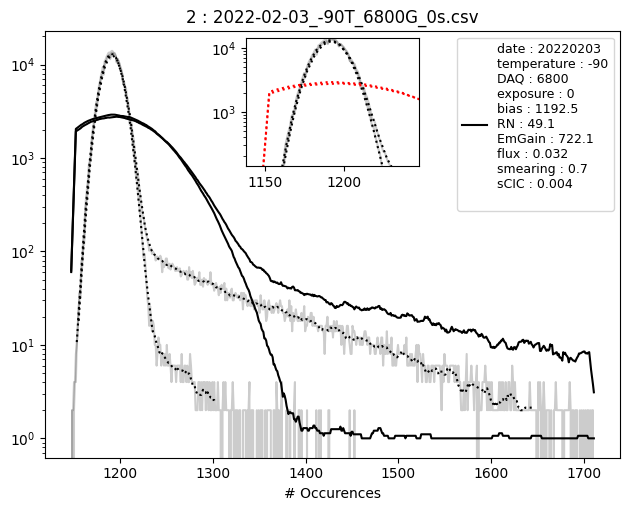 2 : 2022-02-03_-90T_6800G_0s.csv
10⁴
10³
10²
10¹
10⁰
10⁴
10³
1150 1200
date : 20220203
temperature : -90
DAQ : 6800
exposure : 0
bias : 1192.5
RN : 49.1
EmGain : 722.1
flux : 0.032
smearing : 0.7
sCIC : 0.004
1200 1300 1400 1500 1600 1700
# Occurences